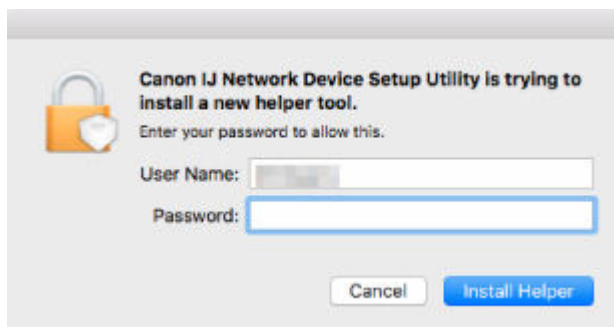 Canon IJ Network Device Setup Utility is trying to
install a new helper tool.
Enter your password to allow this.
User Name:
Password:
Cancel
Install Helper